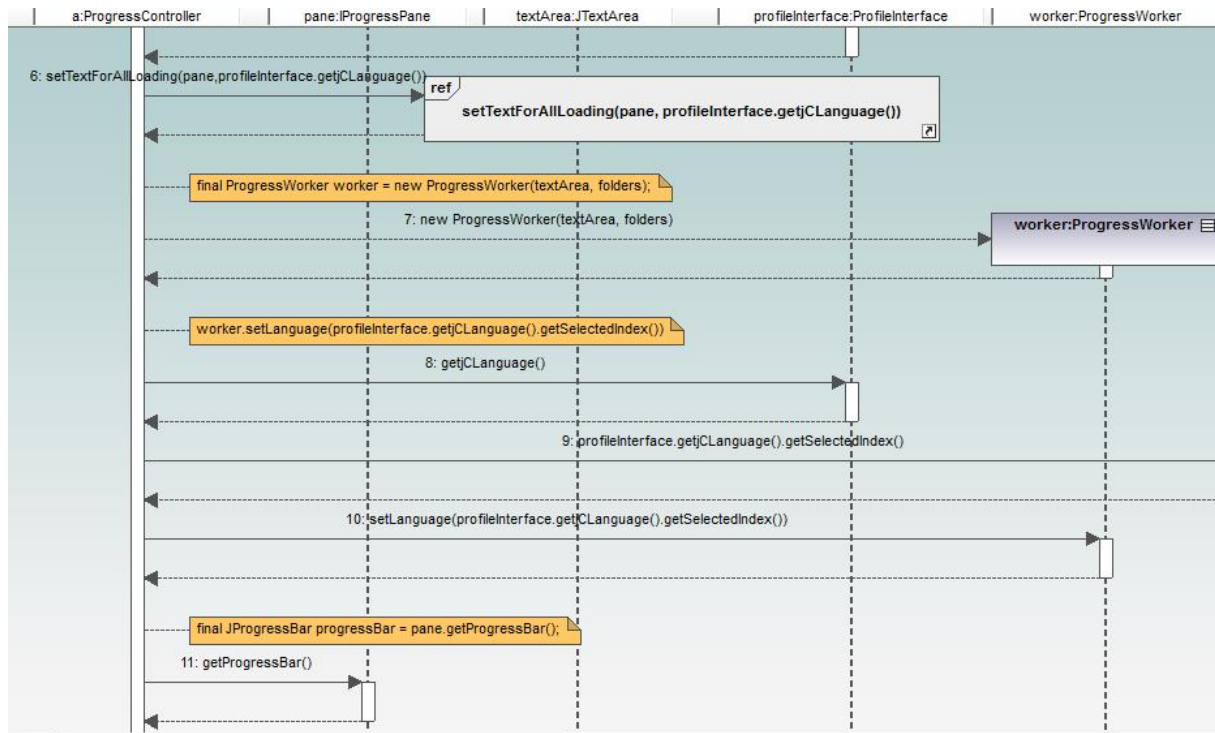 a:ProgressController
pane:IProgressPane
textArea:JTextArea
profileInterface:ProfileInterface
worker:ProgressWorker
6: setTextForAllLoading(pane,profileInterface.getjCLanguage())
ref
setTextForAllLoading(pane, profileInterface.getjCLanguage())
final ProgressWorker worker = new ProgressWorker(textArea, folders);
7: new ProgressWorker(textArea, folders)
worker:ProgressWorker
worker.setLanguage(profileInterface.getjCLanguage().getSelectedIndex())
8: getjCLanguage()
9: profileInterface.getjCLanguage().getSelectedIndex()
10: setLanguage(profileInterface.getjCLanguage().getSelectedIndex())
final JProgressBar progressBar = pane.getProgressBar();
11: getProgressBar()